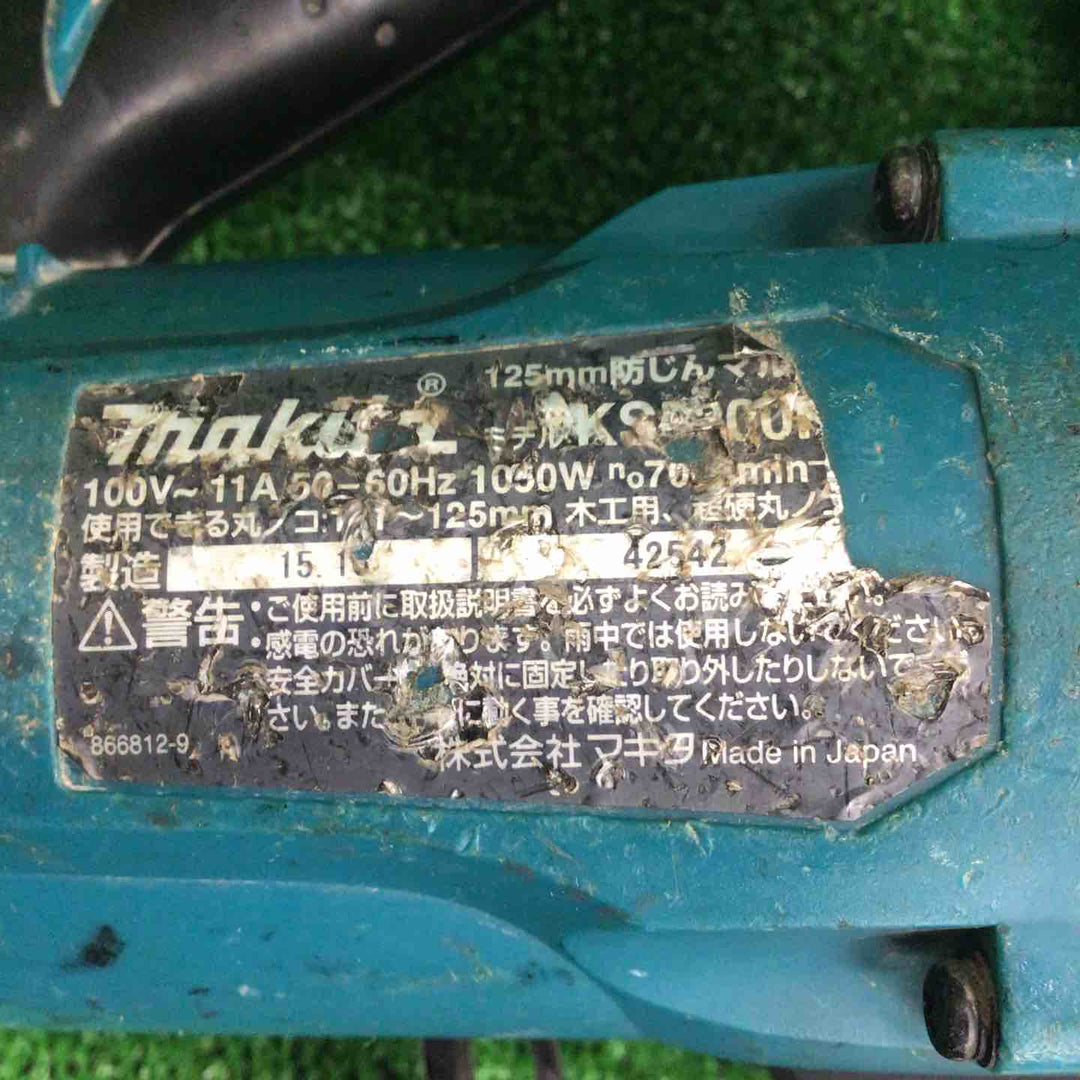 125mm防じんマル
makita®
モデル KS5200
100V～ 11A 50-60Hz 1050W n₀70 min⁻
使用できる丸ノコ: ～125mm 木工用、超硬丸ノコ
製造 15.1 42542
警告 ・ご使用前に取扱説明書を必ずよくお読み
・感電の恐れがあります。雨中では使用しないでください。
安全カバー 対に固定したり取り外したりしないで
さい。また に動く事を確認してください。
866812-9
株式会社 マキタ Made in Japan